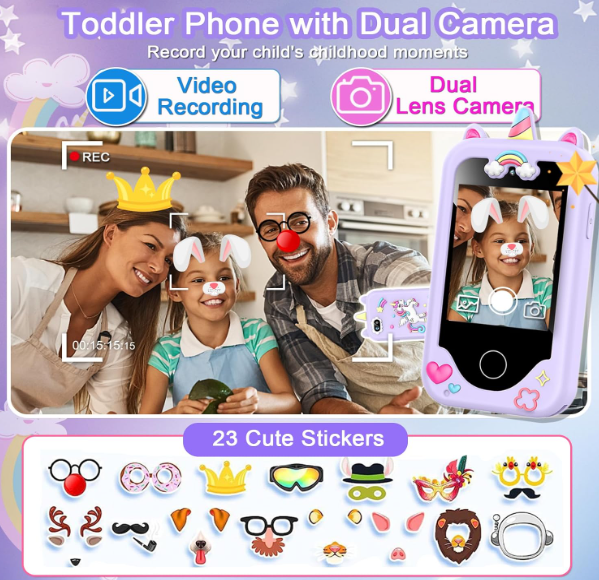 Toddler Phone with Dual Camera
Record your child's childhood moments
Video
Recording
Dual
Lens Camera
REC
00:15:15:15
23 Cute Stickers